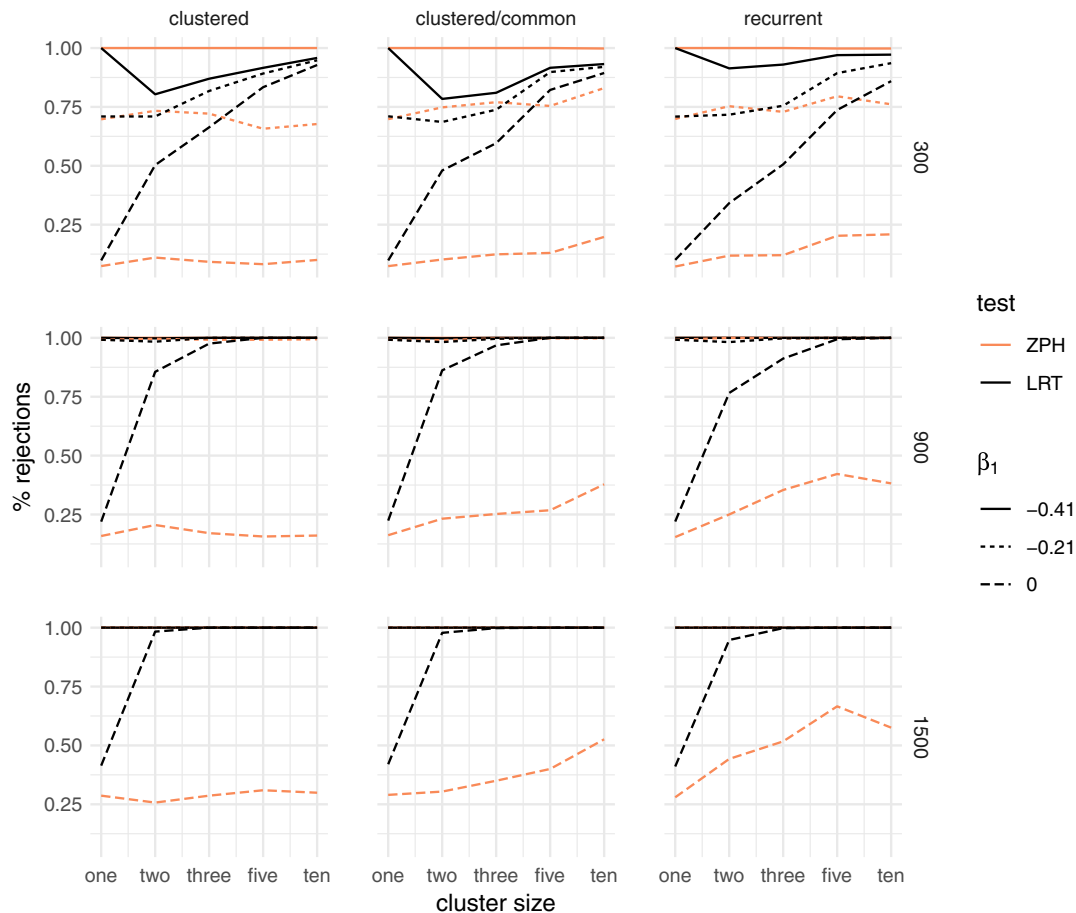 clustered clustered/common recurrent
1.00
0.75
0.50
0.25
300
1.00
0.75
0.50
0.25
900
1.00
0.75
0.50
0.25
1500
% rejections
one two three five ten one two three five ten one two three five ten
cluster size
test
ZPH
LRT
β₁
−0.41
−0.21
0